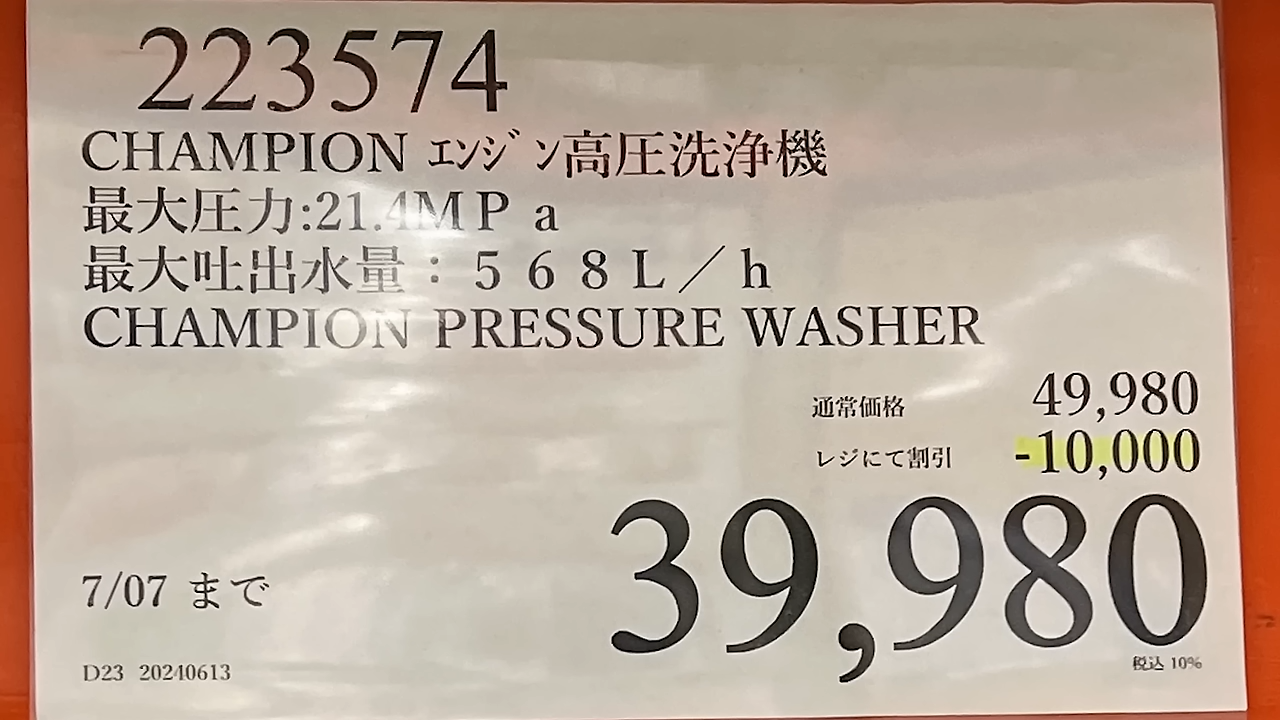 223574
CHAMPION ｴﾝｼﾞﾝ高圧洗浄機
最大圧力:21.4MＰａ
最大吐出水量：５６８Ｌ／ｈ
CHAMPION PRESSURE WASHER
通常価格 49,980
レジにて割引 -10,000
39,980
7/07 まで
税込 10%
D23 20240613